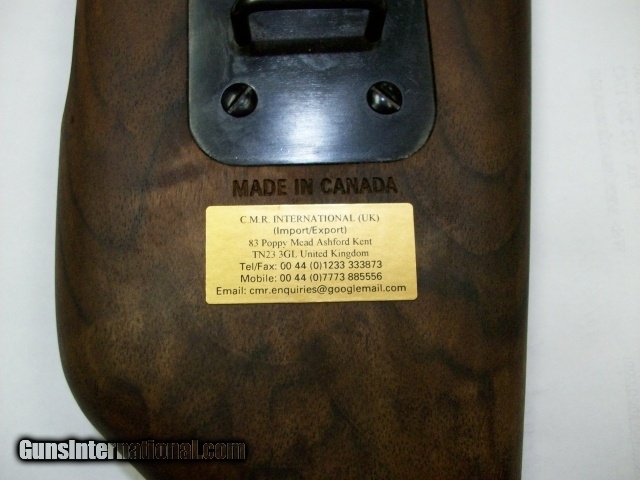 MADE IN CANADA
C.M.R. INTERNATIONAL (UK)
(Import/Export)
83 Poppy Mead Ashford Kent
TN23 3GL United Kingdom
Tel/Fax: 00 44 (0)1233 333873
Mobile: 00 44 (0)7773 885556
Email: cmr.enquiries@googlemail.com
GunsInternational.com